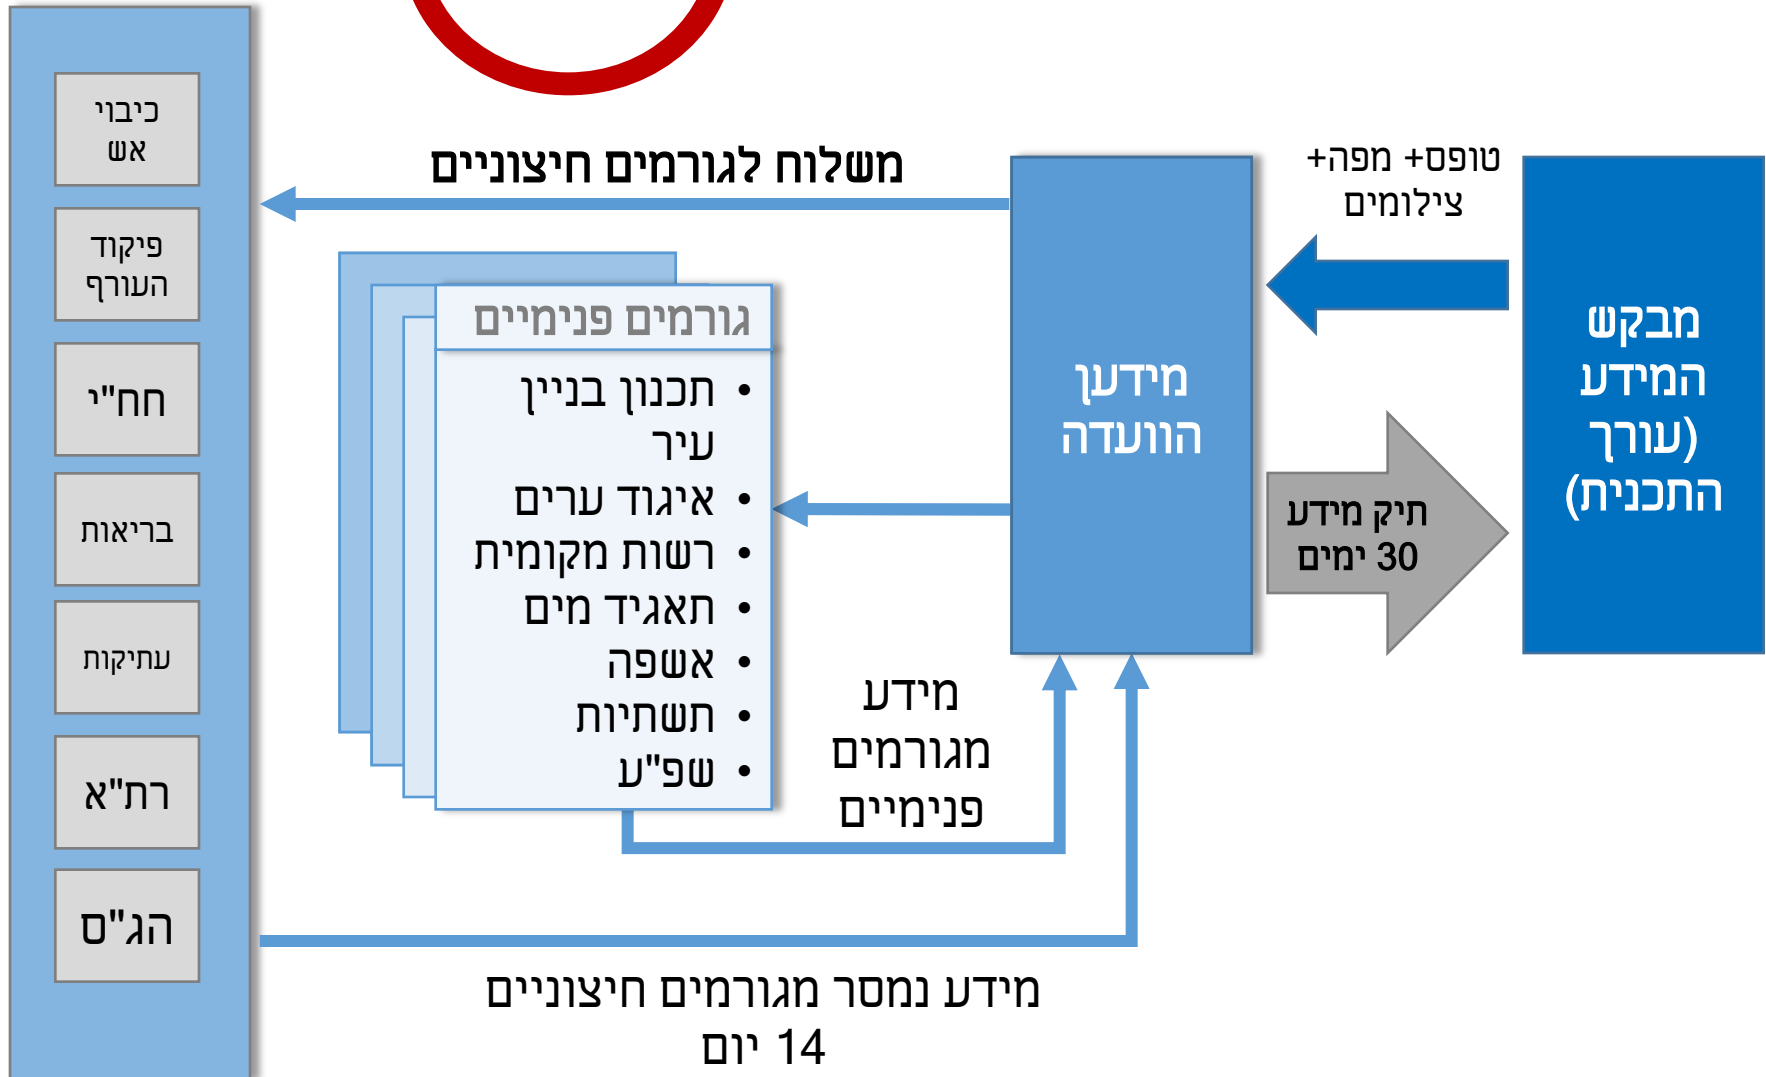 טופס+ מפה+
צילומים
מבקש
המידע
(עורך
התכנית)
תיק מידע
30 ימים
מידען
הוועדה
משלוח לגורמים חיצוניים
גורמים פנימיים
• תכנון בניין
עיר
• איגוד ערים
• רשות מקומית
• תאגיד מים
• אשפה
• תשתיות
• שפ"ע
מידע
מגורמים
פנימיים
כיבוי
אש
פיקוד
העורף
חח"י
בריאות
עתיקות
רת"א
הג"ס
מידע נמסר מגורמים חיצוניים
14 יום